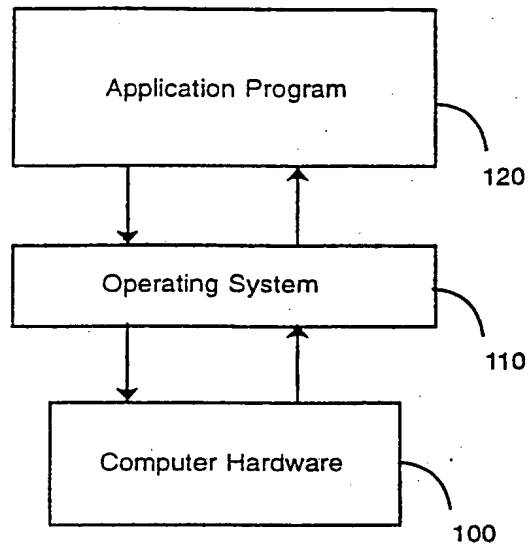 Application Program
120
Operating System
110
Computer Hardware
100